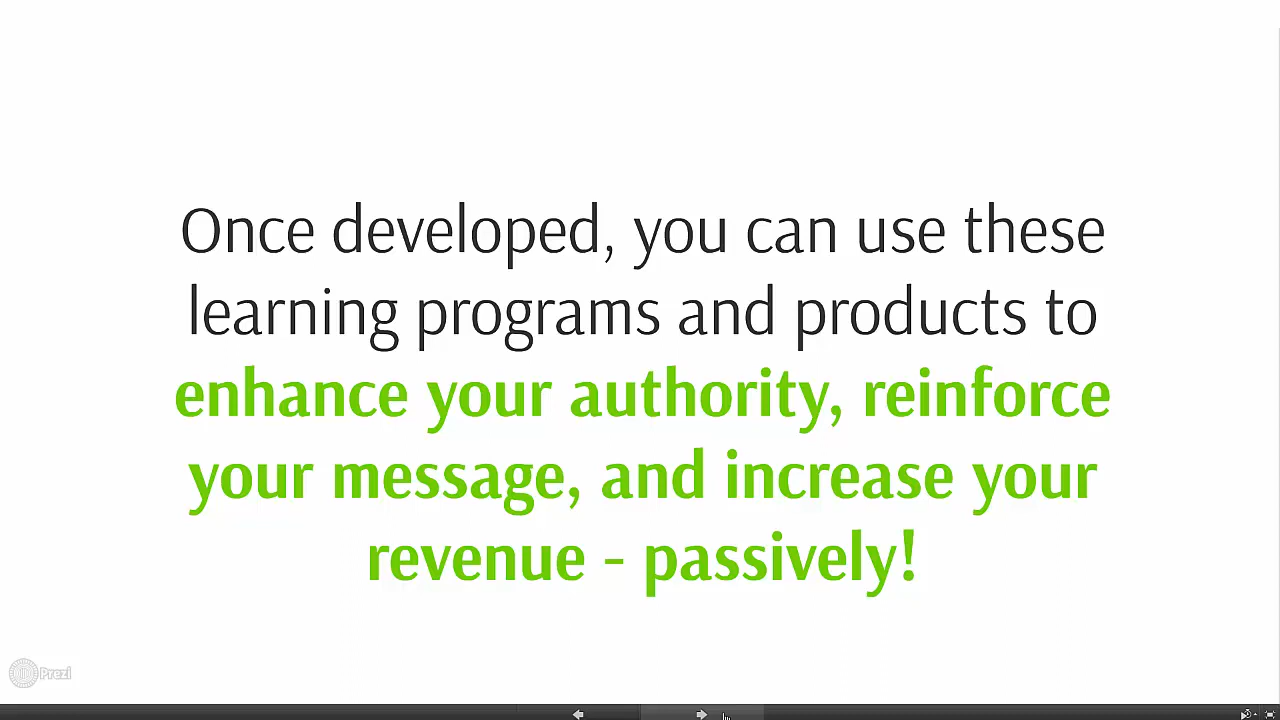 Once developed, you can use these
learning programs and products to
enhance your authority, reinforce
your message, and increase your
revenue - passively!
Prezi